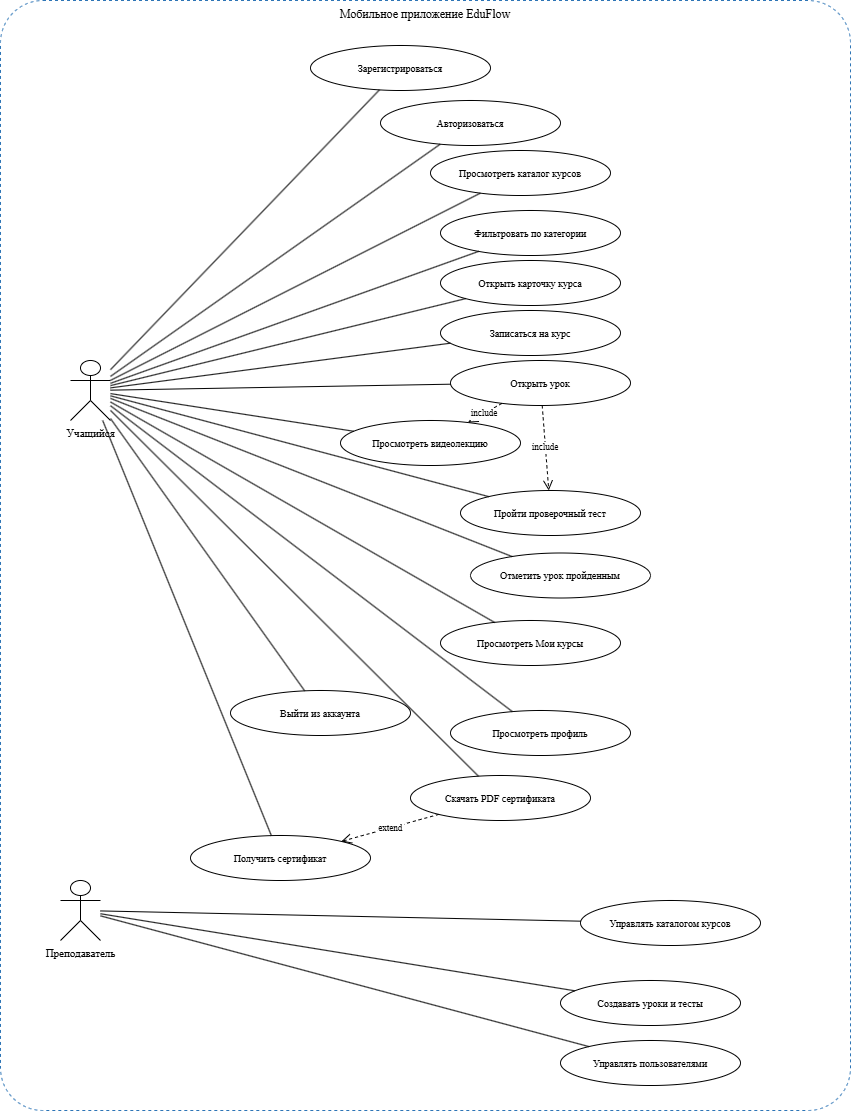 Мобильное приложение EduFlow
Зарегистрироваться
Авторизоваться
Просмотреть каталог курсов
Фильтровать по категории
Открыть карточку курса
Записаться на курс
Открыть урок
include
Учащийся
Просмотреть видеолекцию
include
Пройти проверочный тест
Отметить урок пройденным
Просмотреть Мои курсы
Выйти из аккаунта
Просмотреть профиль
Скачать PDF сертификата
extend
Получить сертификат
Управлять каталогом курсов
Преподаватель
Создавать уроки и тесты
Управлять пользователями